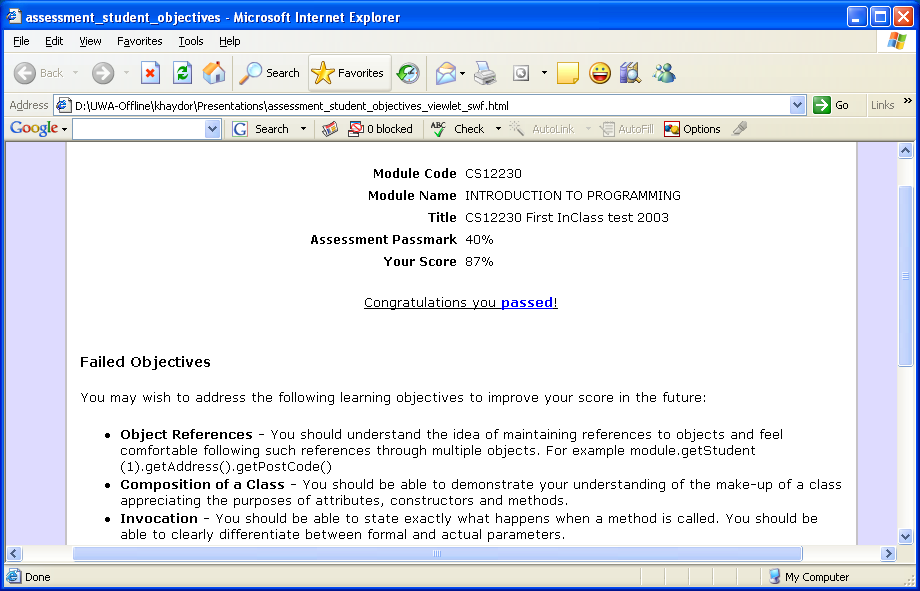 assessment_student_objectives - Microsoft Internet Explorer
File Edit View Favorites Tools Help
Back Search Favorites
Address D:\UWA-Offline\khaydor\Presentations\assessment_student_objectives_viewlet_swf.html Go Links »
Google Search 0 blocked ABC Check AutoLink AutoFill Options
Module Code CS12230
Module Name INTRODUCTION TO PROGRAMMING
Title CS12230 First InClass test 2003
Assessment Passmark 40%
Your Score 87%
Congratulations you passed!
Failed Objectives
You may wish to address the following learning objectives to improve your score in the future:
• Object References - You should understand the idea of maintaining references to objects and feel
comfortable following such references through multiple objects. For example module.getStudent
(1).getAddress().getPostCode()
• Composition of a Class - You should be able to demonstrate your understanding of the make-up of a class
appreciating the purposes of attributes, constructors and methods.
• Invocation - You should be able to state exactly what happens when a method is called. You should be
able to clearly differentiate between formal and actual parameters.
Done My Computer